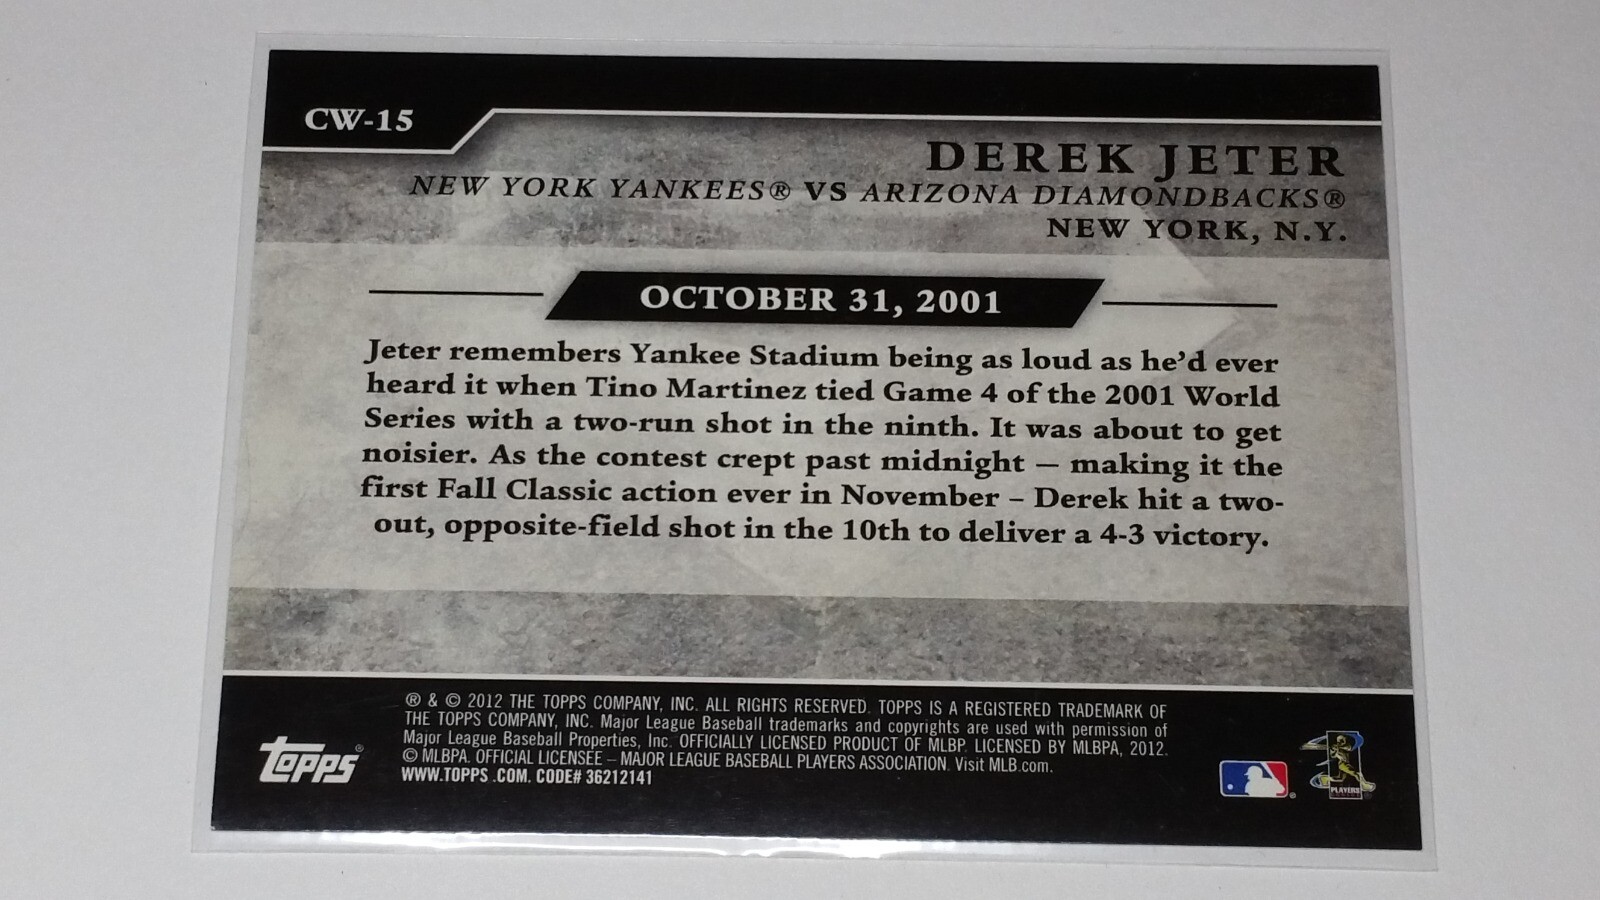 CW-15
DEREK JETER
NEW YORK YANKEES® VS ARIZONA DIAMONDBACKS®
NEW YORK, N.Y.
OCTOBER 31, 2001
Jeter remembers Yankee Stadium being as loud as he'd ever
heard it when Tino Martinez tied Game 4 of the 2001 World
Series with a two-run shot in the ninth. It was about to get
noisier. As the contest crept past midnight — making it the
first Fall Classic action ever in November – Derek hit a two-
out, opposite-field shot in the 10th to deliver a 4-3 victory.
® & © 2012 THE TOPPS COMPANY, INC. ALL RIGHTS RESERVED. TOPPS IS A REGISTERED TRADEMARK OF
THE TOPPS COMPANY, INC. Major League Baseball trademarks and copyrights are used with permission of
Major League Baseball Properties, Inc. OFFICIALLY LICENSED PRODUCT OF MLBP. LICENSED BY MLBPA, 2012.
© MLBPA. OFFICIAL LICENSEE – MAJOR LEAGUE BASEBALL PLAYERS ASSOCIATION. Visit MLB.com.
WWW.TOPPS .COM. CODE# 36212141
Topps®
PLAYERS